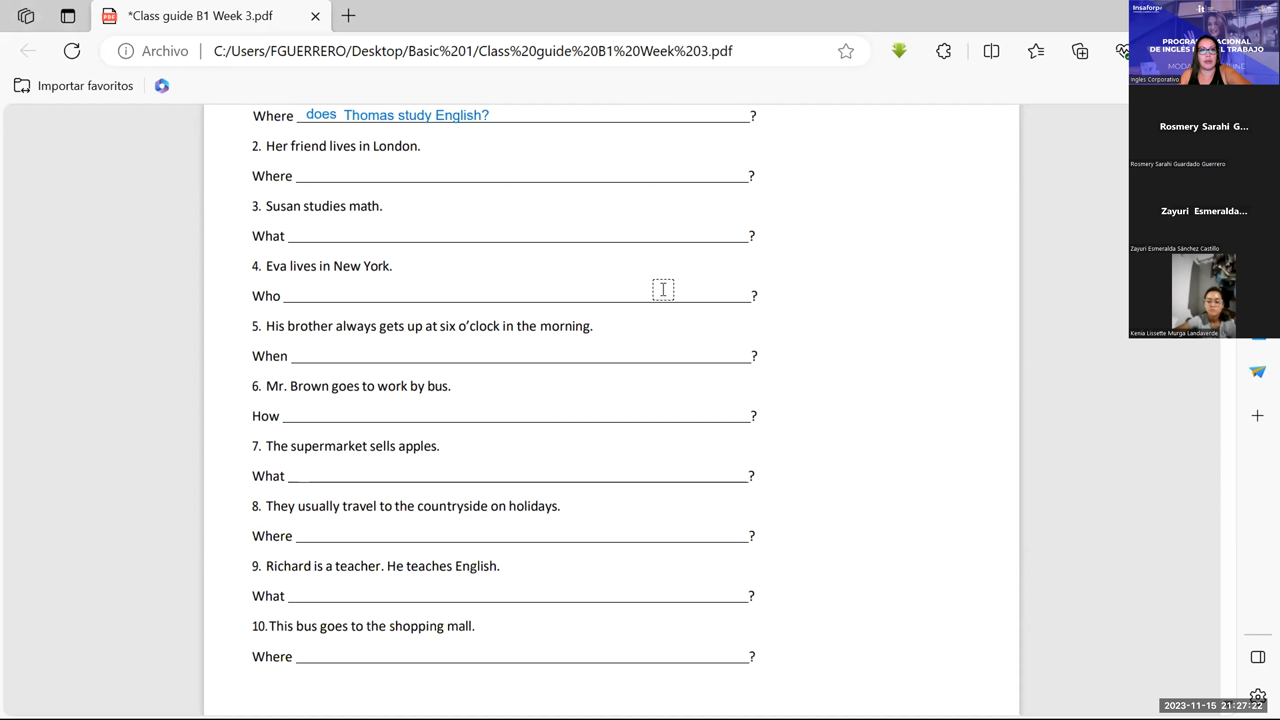 *Class guide B1 Week 3.pdf
Archivo C:/Users/FGUERRERO/Desktop/Basic%201/Class%20guide%20B1%20Week%203.pdf
Importar favoritos
Where does Thomas study English? ?
2. Her friend lives in London.
Where ?
3. Susan studies math.
What ?
4. Eva lives in New York.
Who ?
5. His brother always gets up at six o’clock in the morning.
When ?
6. Mr. Brown goes to work by bus.
How ?
7. The supermarket sells apples.
What ?
8. They usually travel to the countryside on holidays.
Where ?
9. Richard is a teacher. He teaches English.
What ?
10.This bus goes to the shopping mall.
Where ?
Insaforp
Ingles Corporativo
Rosmery Sarahi G...
Rosmery Sarahi Guardado Guerrero
Zayuri Esmeralda...
Zayuri Esmeralda Sánchez Castillo
Kenia Lissette Murga Landaverde
2023-11-15 21:27:22